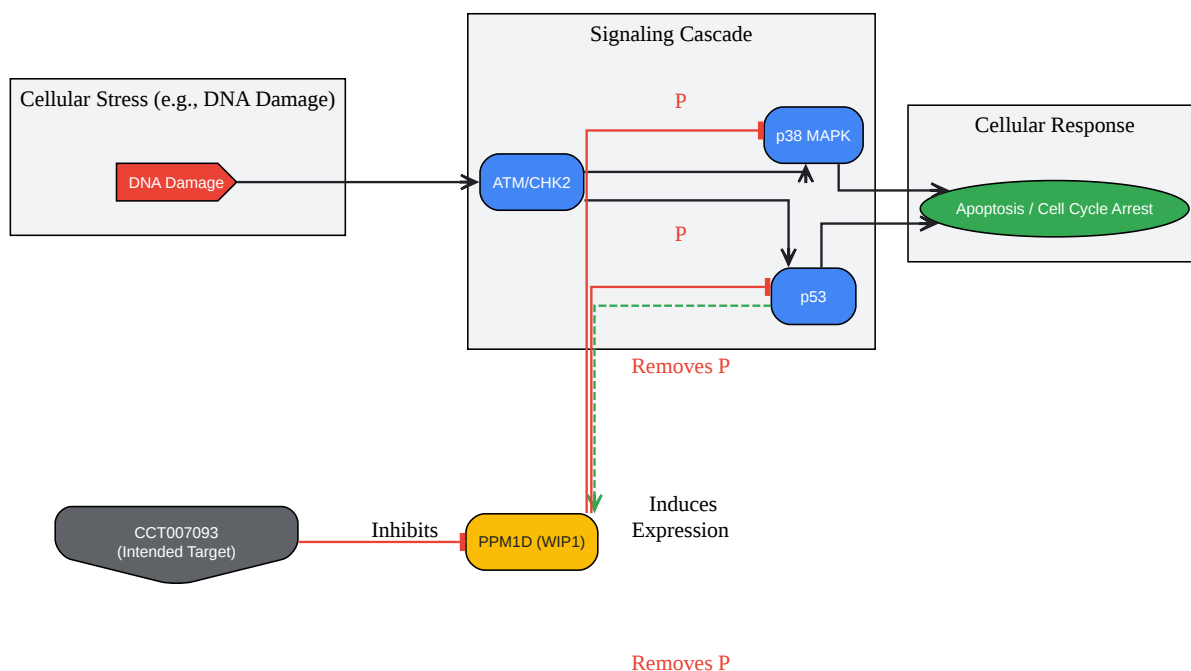 Signaling Cascade
Cellular Stress (e.g., DNA Damage)
P
Cellular Response
p38 MAPK
DNA Damage
ATM/CHK2
Apoptosis / Cell Cycle Arrest
P
p53
Removes P
Induces
Expression
CCT007093
(Intended Target)
Inhibits
PPM1D (WIP1)
Removes P